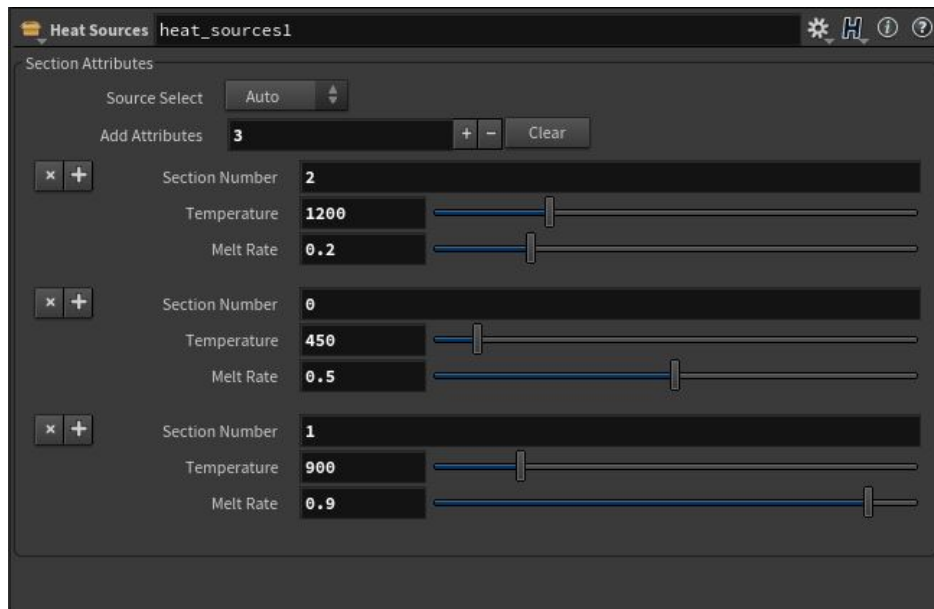 Heat Sources heat_sources1
Section Attributes
Source Select Auto
Add Attributes 3 + - Clear
× + Section Number 2
Temperature 1200
Melt Rate 0.2
× + Section Number 0
Temperature 450
Melt Rate 0.5
× + Section Number 1
Temperature 900
Melt Rate 0.9